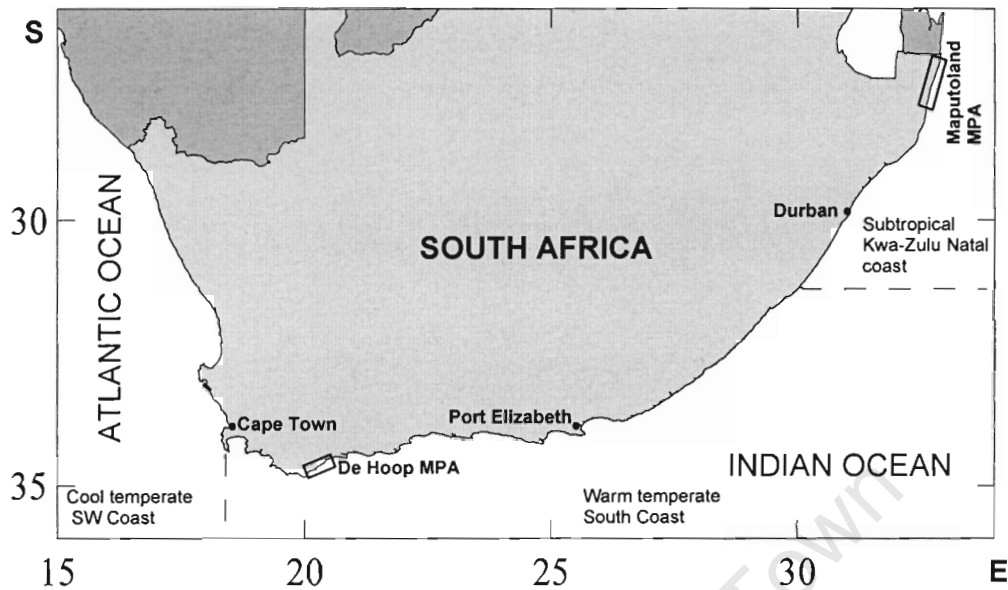 S
Maputoland
MPA
ATLANTIC OCEAN
30
Durban
Subtropical
Kwa-Zulu Natal
coast
SOUTH AFRICA
Cape Town
Port Elizabeth
De Hoop MPA
INDIAN OCEAN
35
Cool temperate
SW Coast
Warm temperate
South Coast
Town
15
20
25
30
E